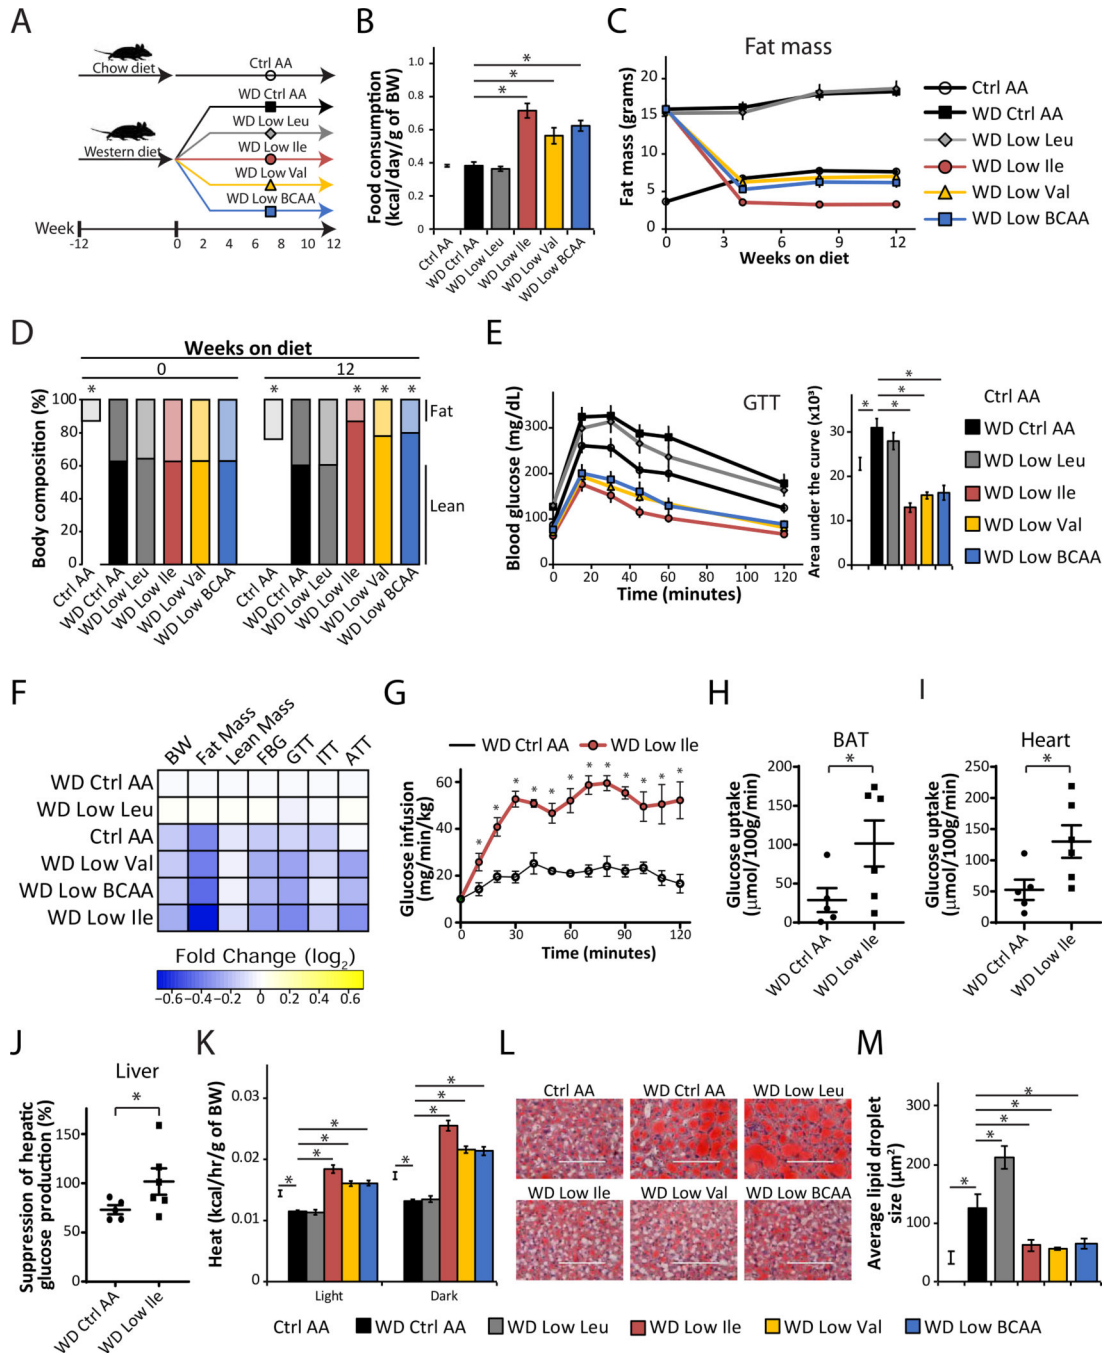 A
Chow diet
Ctrl AA
WD Ctrl AA
WD Low Leu
Western diet
WD Low Ile
WD Low Val
WD Low BCAA
Week
-12
0
2
4
6
8
10
12
B
Food consumption
(kcal/day/g of BW)
1.0
0.8
0.6
0.4
0.2
0
*
*
*
Ctrl AA
WD Ctrl AA
WD Low Leu
WD Low Ile
WD Low Val
WD Low BCAA
C
Fat mass
Fat mass (grams)
20
15
10
5
0
0
3
6
9
12
Weeks on diet
Ctrl AA
WD Ctrl AA
WD Low Leu
WD Low Ile
WD Low Val
WD Low BCAA
D
Weeks on diet
0
12
Body composition (%)
100
80
60
40
20
0
*
*
*
*
*
Fat
Lean
Ctrl AA
WD Ctrl AA
WD Low Leu
WD Low Ile
WD Low Val
WD Low BCAA
Ctrl AA
WD Ctrl AA
WD Low Leu
WD Low Ile
WD Low Val
WD Low BCAA
E
GTT
Blood glucose (mg/dL)
300
200
100
0
0
20
40
60
80
100
120
Time (minutes)
Area under the curve (x10³)
30
20
10
0
*
*
*
*
Ctrl AA
WD Ctrl AA
WD Low Leu
WD Low Ile
WD Low Val
WD Low BCAA
F
BW
Fat Mass
Lean Mass
FBG
GTT
ITT
ATT
WD Ctrl AA
WD Low Leu
Ctrl AA
WD Low Val
WD Low BCAA
WD Low Ile
Fold Change (log₂)
−0.6
−0.2
0
0.2
0.6
G
WD Ctrl AA
WD Low Ile
Glucose infusion
(mg/min/kg)
60
40
20
0
* * * * * * * * * * * *
0
30
60
90
120
Time (minutes)
H
BAT
*
Glucose uptake
(μmol/100g/min)
200
150
100
50
0
WD Ctrl AA
WD Low Ile
I
Heart
*
Glucose uptake
(μmol/100g/min)
250
200
150
100
50
0
WD Ctrl AA
WD Low Ile
J
Liver
*
Suppression of hepatic
glucose production (%)
150
100
50
0
WD Ctrl AA
WD Low Ile
K
Heat (kcal/hr/g of BW)
0.03
0.02
0.01
0
*
*
*
*
*
*
*
*
Light
Dark
L
Ctrl AA
WD Ctrl AA
WD Low Leu
WD Low Ile
WD Low Val
WD Low BCAA
M
Average lipid droplet
size (μm²)
300
200
100
0
*
*
*
*
*
Ctrl AA
WD Ctrl AA
WD Low Leu
WD Low Ile
WD Low Val
WD Low BCAA